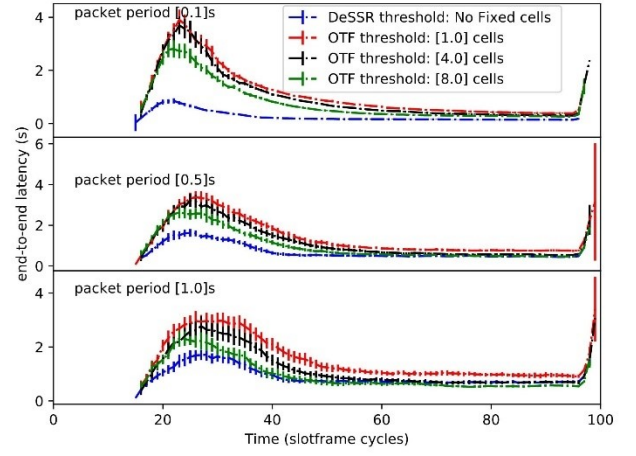 packet period [0.1]s
DeSSR threshold: No Fixed cells
OTF threshold: [1.0] cells
OTF threshold: [4.0] cells
OTF threshold: [8.0] cells
4
2
0
packet period [0.5]s
6
4
2
0
packet period [1.0]s
4
2
0
end-to-end latency (s)
0 20 40 60 80 100
Time (slotframe cycles)